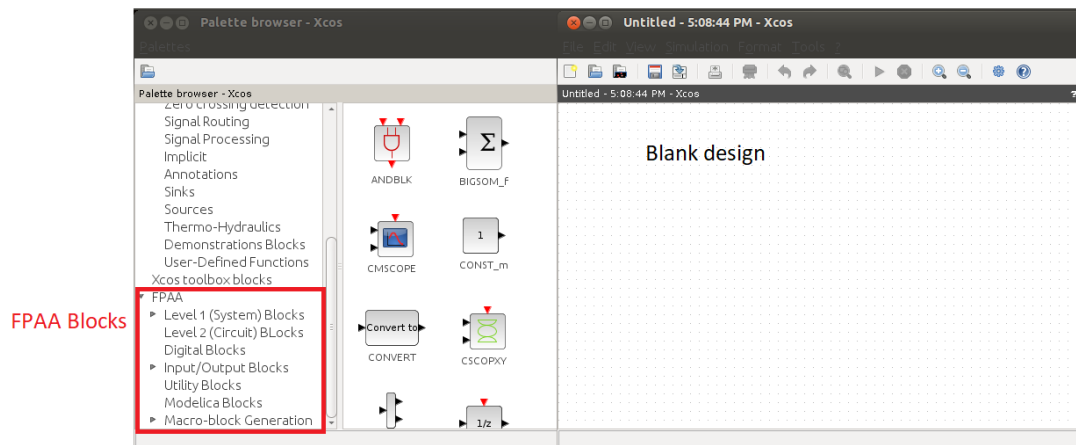 Palette browser - Xcos
Palettes
Palette browser - Xcos
Zero crossing detection
Signal Routing
Signal Processing
Implicit
Annotations
Sinks
Sources
Thermo-Hydraulics
Demonstrations Blocks
User-Defined Functions
Xcos toolbox blocks
FPAA
Level 1 (System) Blocks
Level 2 (Circuit) BLocks
Digital Blocks
Input/Output Blocks
Utility Blocks
Modelica Blocks
Macro-block Generation
FPAA Blocks
ANDBLK
Σ
BIGSOM_f
CMSCOPE
1
CONST_m
Convert to
CONVERT
CSCOPXY
1/z
Untitled - 5:08:44 PM - Xcos
File Edit View Simulation Format Tools ?
Untitled - 5:08:44 PM - Xcos
?
Blank design